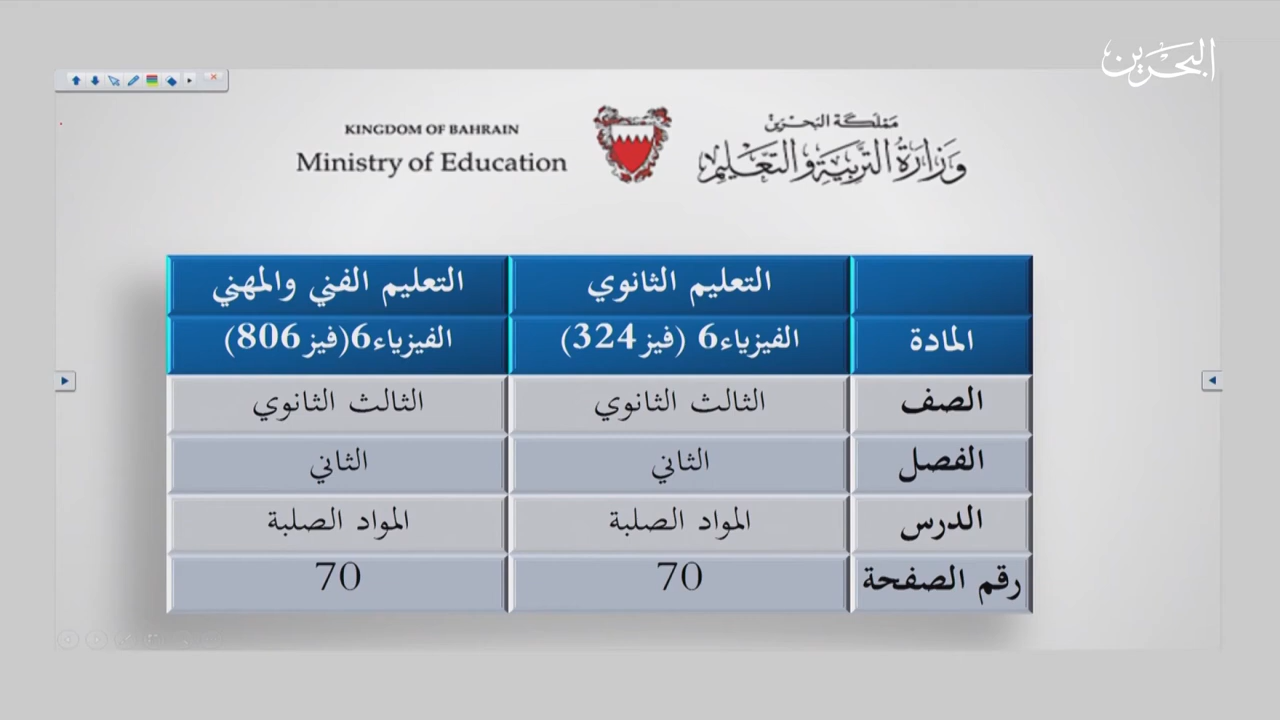 البحرين
KINGDOM OF BAHRAIN
Ministry of Education
مملكة البحرين
وزارة التربية والتعليم
التعليم الثانوي التعليم الفني والمهني
المادة الفيزياء6 (فيز324) الفيزياء6(فيز806)
الصف الثالث الثانوي الثالث الثانوي
الفصل الثاني الثاني
الدرس المواد الصلبة المواد الصلبة
رقم الصفحة 70 70